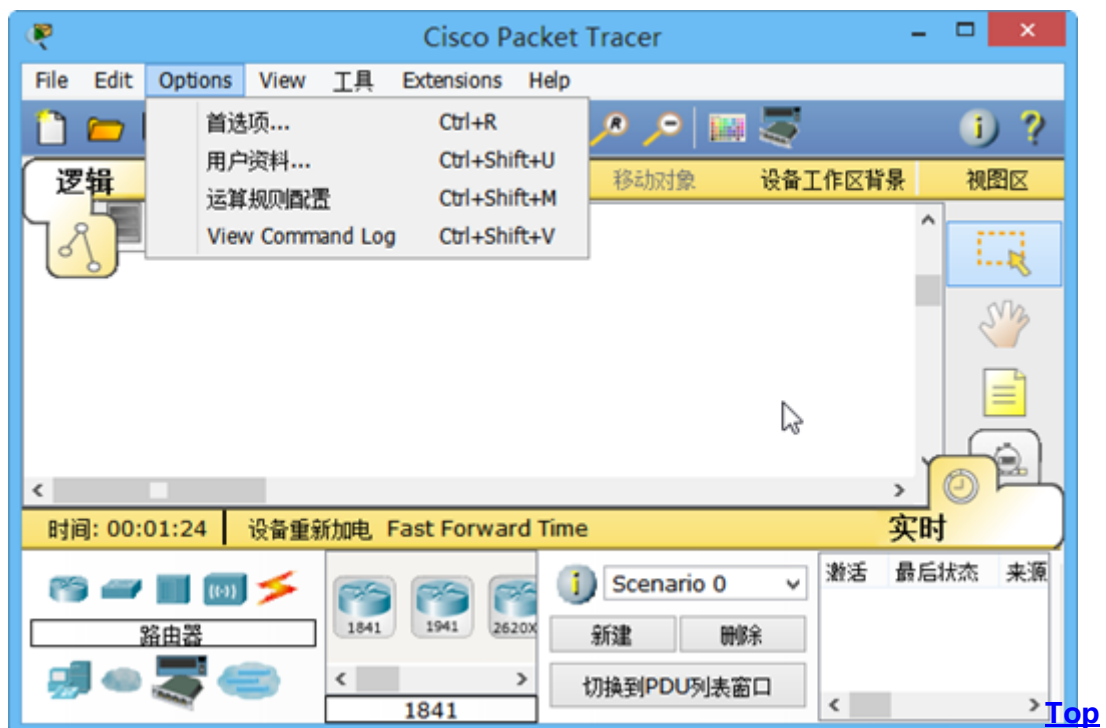 Cisco Packet Tracer
File Edit Options View 工具 Extensions Help
首选项... Ctrl+R
用户资料... Ctrl+Shift+U
运算规则配置 Ctrl+Shift+M
View Command Log Ctrl+Shift+V
逻辑 移动对象 设备工作区背景 视图区
时间: 00:01:24 设备重新加电 Fast Forward Time 实时
Scenario 0 激活 最后状态 来源
1841 1941 2620X
路由器 新建 删除
切换到PDU列表窗口
1841
Top